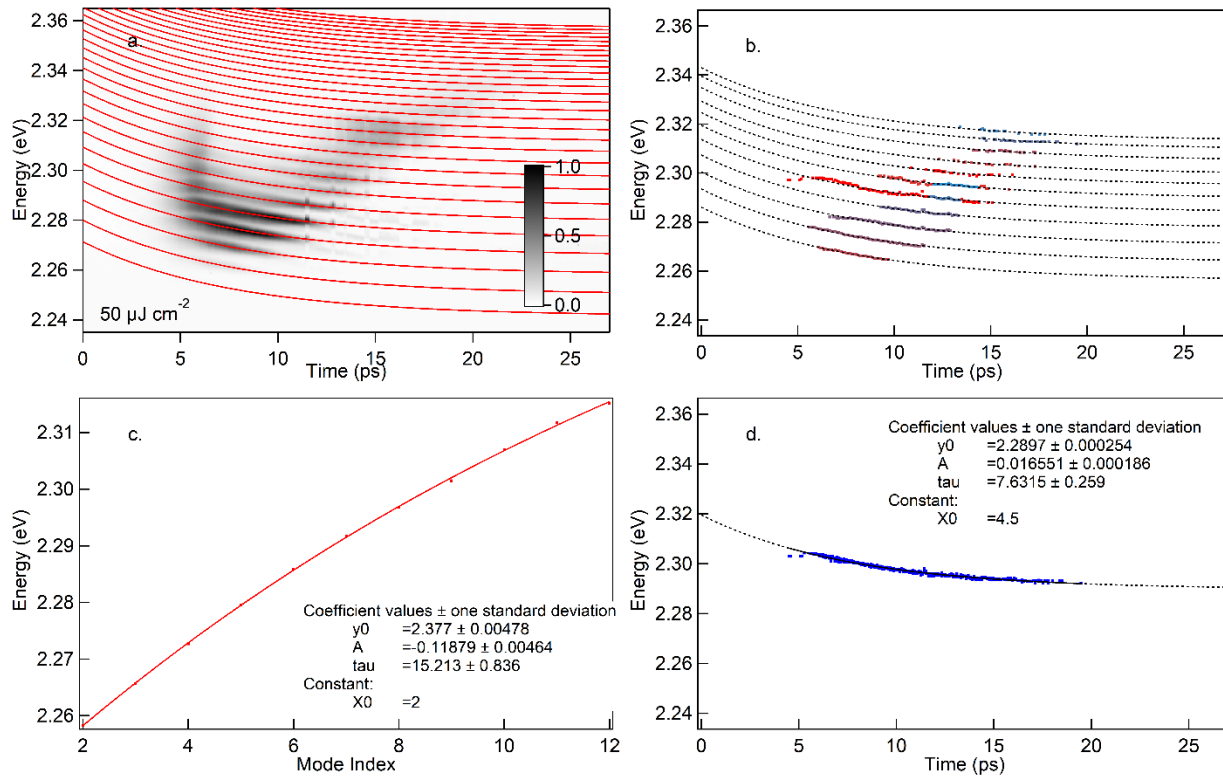 a.
2.36
2.34
2.32
2.30
2.28
2.26
2.24
Energy (eV)
50 µJ cm-2
1.0
0.5
0.0
0
5
10
15
20
25
Time (ps)
b.
2.36
2.34
2.32
2.30
2.28
2.26
2.24
Energy (eV)
0
5
10
15
20
25
Time (ps)
c.
2.31
2.30
2.29
2.28
2.27
2.26
Energy (eV)
Coefficient values ± one standard deviation
y0 =2.377 ± 0.00478
A =-0.11879 ± 0.00464
tau =15.213 ± 0.836
Constant:
X0 =2
2
4
6
8
10
12
Mode Index
d.
2.36
2.34
2.32
2.30
2.28
2.26
2.24
Energy (eV)
Coefficient values ± one standard deviation
y0 =2.2897 ± 0.000254
A =0.016551 ± 0.000186
tau =7.6315 ± 0.259
Constant:
X0 =4.5
0
5
10
15
20
25
Time (ps)